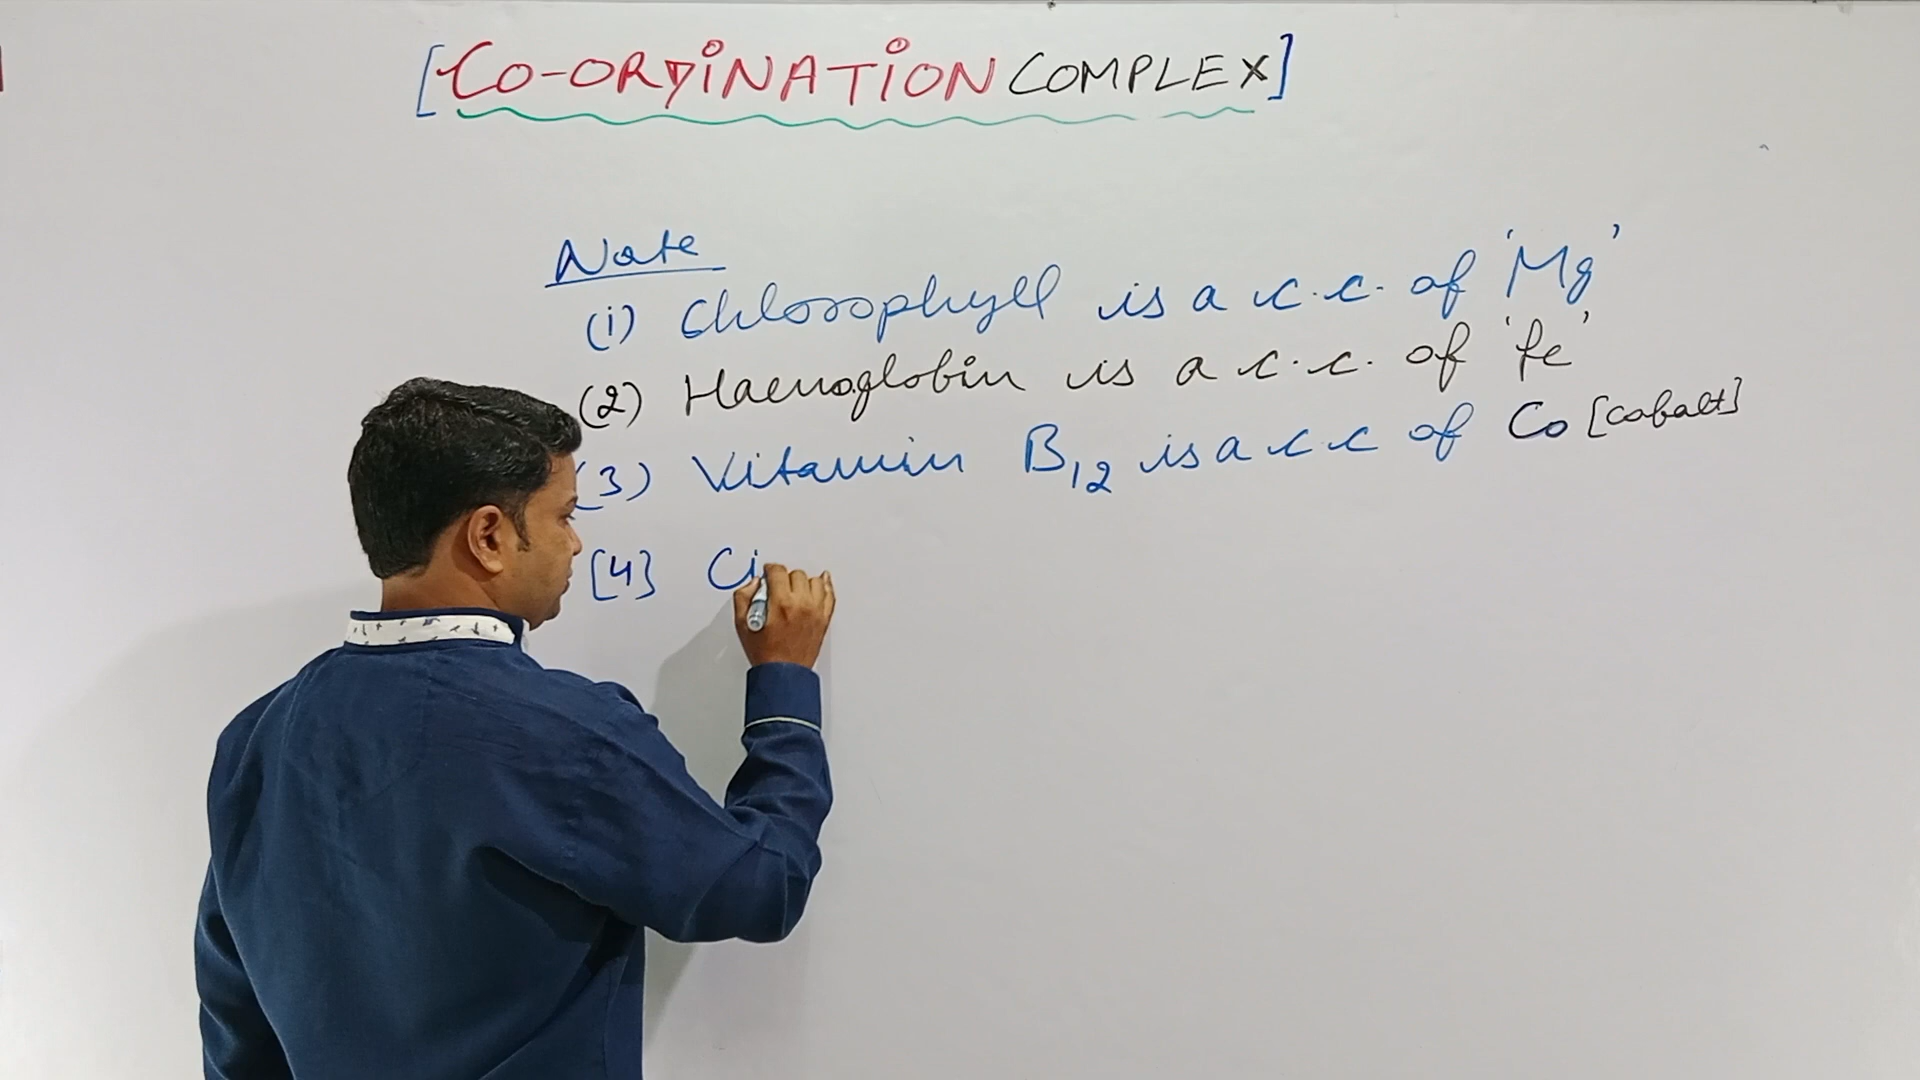 [CO-ORDINATION COMPLEX]
Note
(i) Chlorophyll is a c.c. of 'Mg'
(2) Haemoglobin is a c.c. of 'fe'
(3) Vitamin B12 is a c.c of Co [cobalt]
[4] Ci